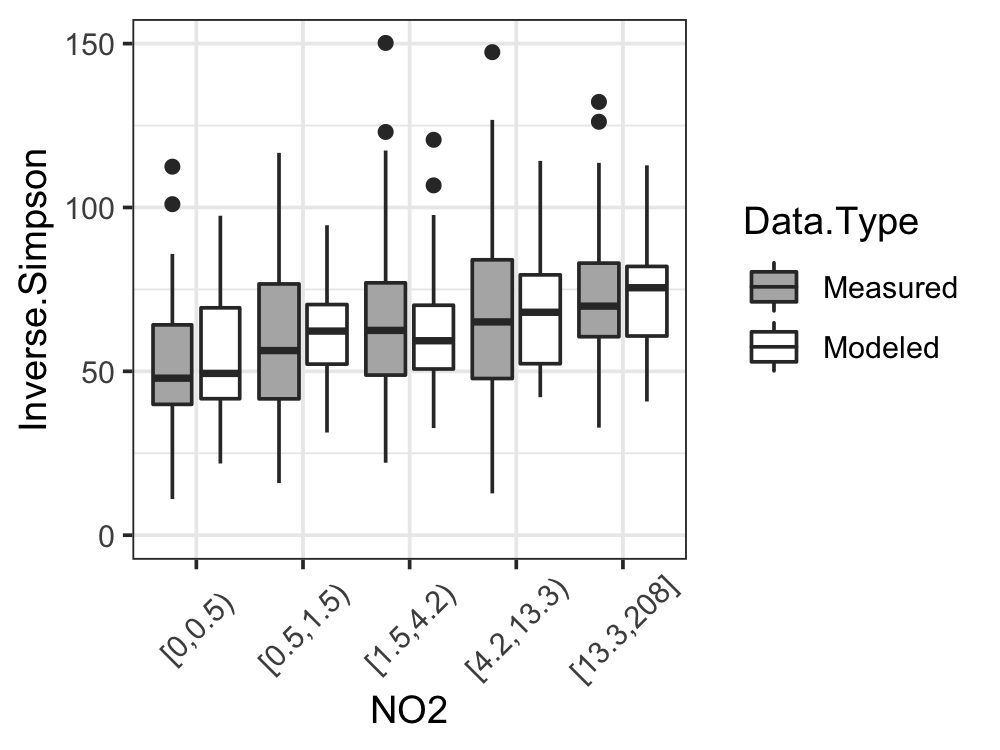 Inverse.Simpson
150
100
50
0
[0,0.5)
[0.5,1.5)
[1.5,4.2)
[4.2,13.3)
[13.3,208]
NO2
Data.Type
Measured
Modeled